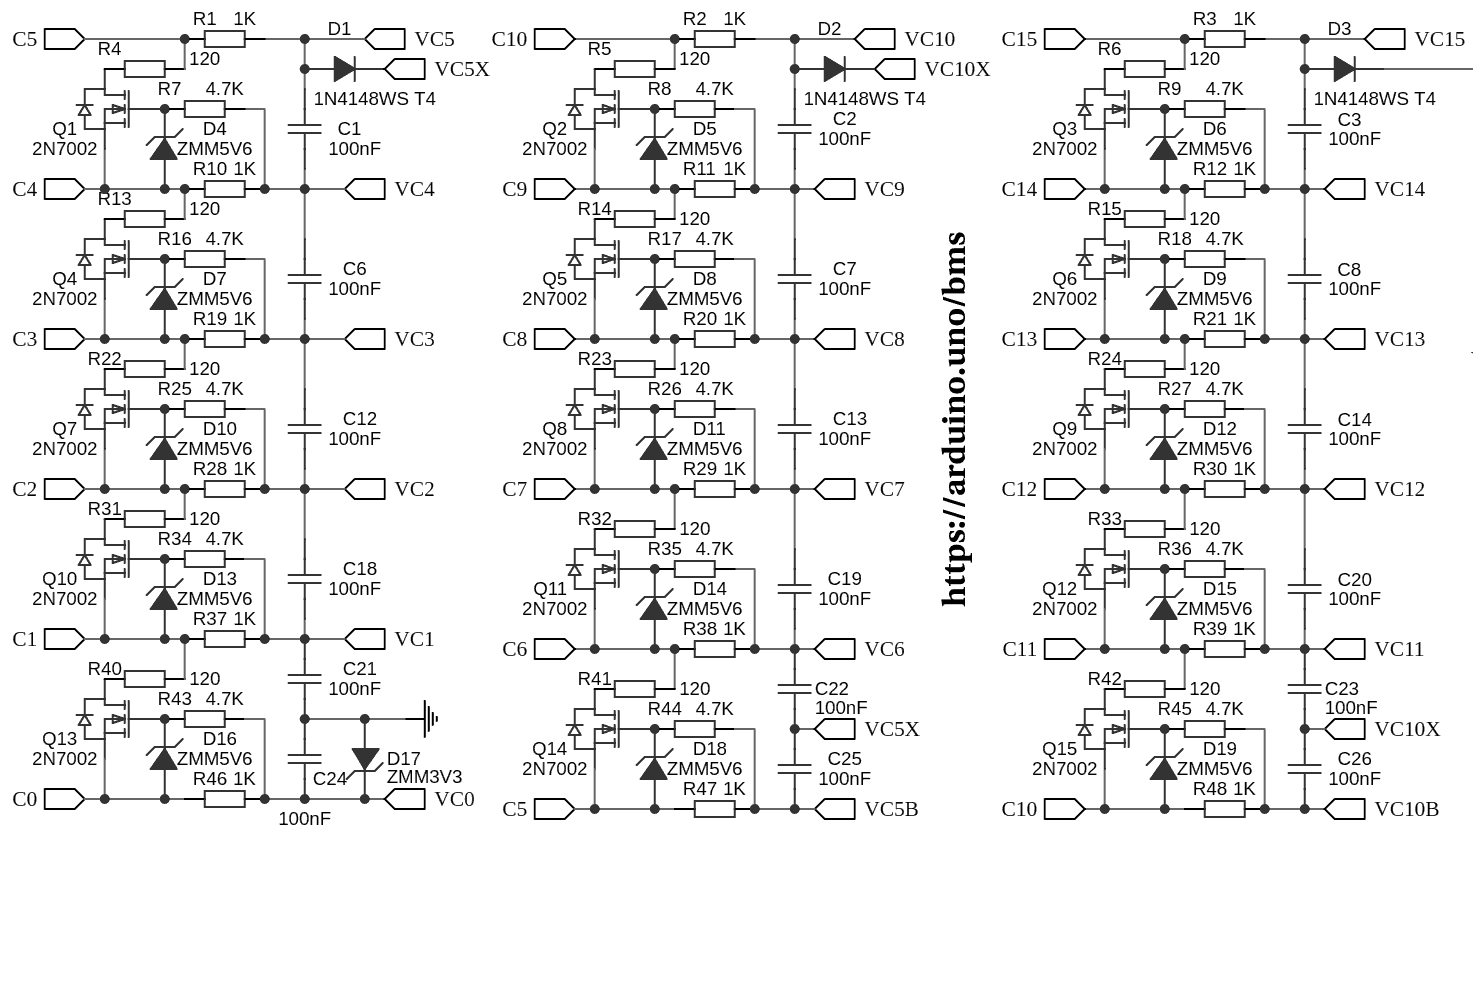 R1 1K
D1
C5
VC5
R4
120
VC5X
1N4148WS T4
R7 4.7K
Q1
2N7002
D4
ZMM5V6
C1
100nF
R10 1K
C4
VC4
R13
120
R16 4.7K
Q4
2N7002
D7
ZMM5V6
C6
100nF
R19 1K
C3
VC3
R22
120
R25 4.7K
Q7
2N7002
D10
ZMM5V6
C12
100nF
R28 1K
C2
VC2
R31
120
R34 4.7K
Q10
2N7002
D13
ZMM5V6
C18
100nF
R37 1K
C1
VC1
R40
120
C21
100nF
R43 4.7K
Q13
2N7002
D16
ZMM5V6
D17
ZMM3V3
C24
100nF
R46 1K
C0
VC0
R2 1K
D2
C10
VC10
R5
120
VC10X
1N4148WS T4
R8 4.7K
Q2
2N7002
D5
ZMM5V6
C2
100nF
R11 1K
C9
VC9
R14
120
R17 4.7K
Q5
2N7002
D8
ZMM5V6
C7
100nF
R20 1K
C8
VC8
R23
120
R26 4.7K
Q8
2N7002
D11
ZMM5V6
C13
100nF
R29 1K
C7
VC7
R32
120
R35 4.7K
Q11
2N7002
D14
ZMM5V6
C19
100nF
R38 1K
C6
VC6
R41
120
C22
100nF
R44 4.7K
VC5X
Q14
2N7002
D18
ZMM5V6
C25
100nF
R47 1K
C5
VC5B
https://arduino.uno/bms
R3 1K
D3
C15
VC15
R6
120
1N4148WS T4
R9 4.7K
Q3
2N7002
D6
ZMM5V6
C3
100nF
R12 1K
C14
VC14
R15
120
R18 4.7K
Q6
2N7002
D9
ZMM5V6
C8
100nF
R21 1K
C13
VC13
R24
120
R27 4.7K
Q9
2N7002
D12
ZMM5V6
C14
100nF
R30 1K
C12
VC12
R33
120
R36 4.7K
Q12
2N7002
D15
ZMM5V6
C20
100nF
R39 1K
C11
VC11
R42
120
C23
100nF
R45 4.7K
VC10X
Q15
2N7002
D19
ZMM5V6
C26
100nF
R48 1K
C10
VC10B